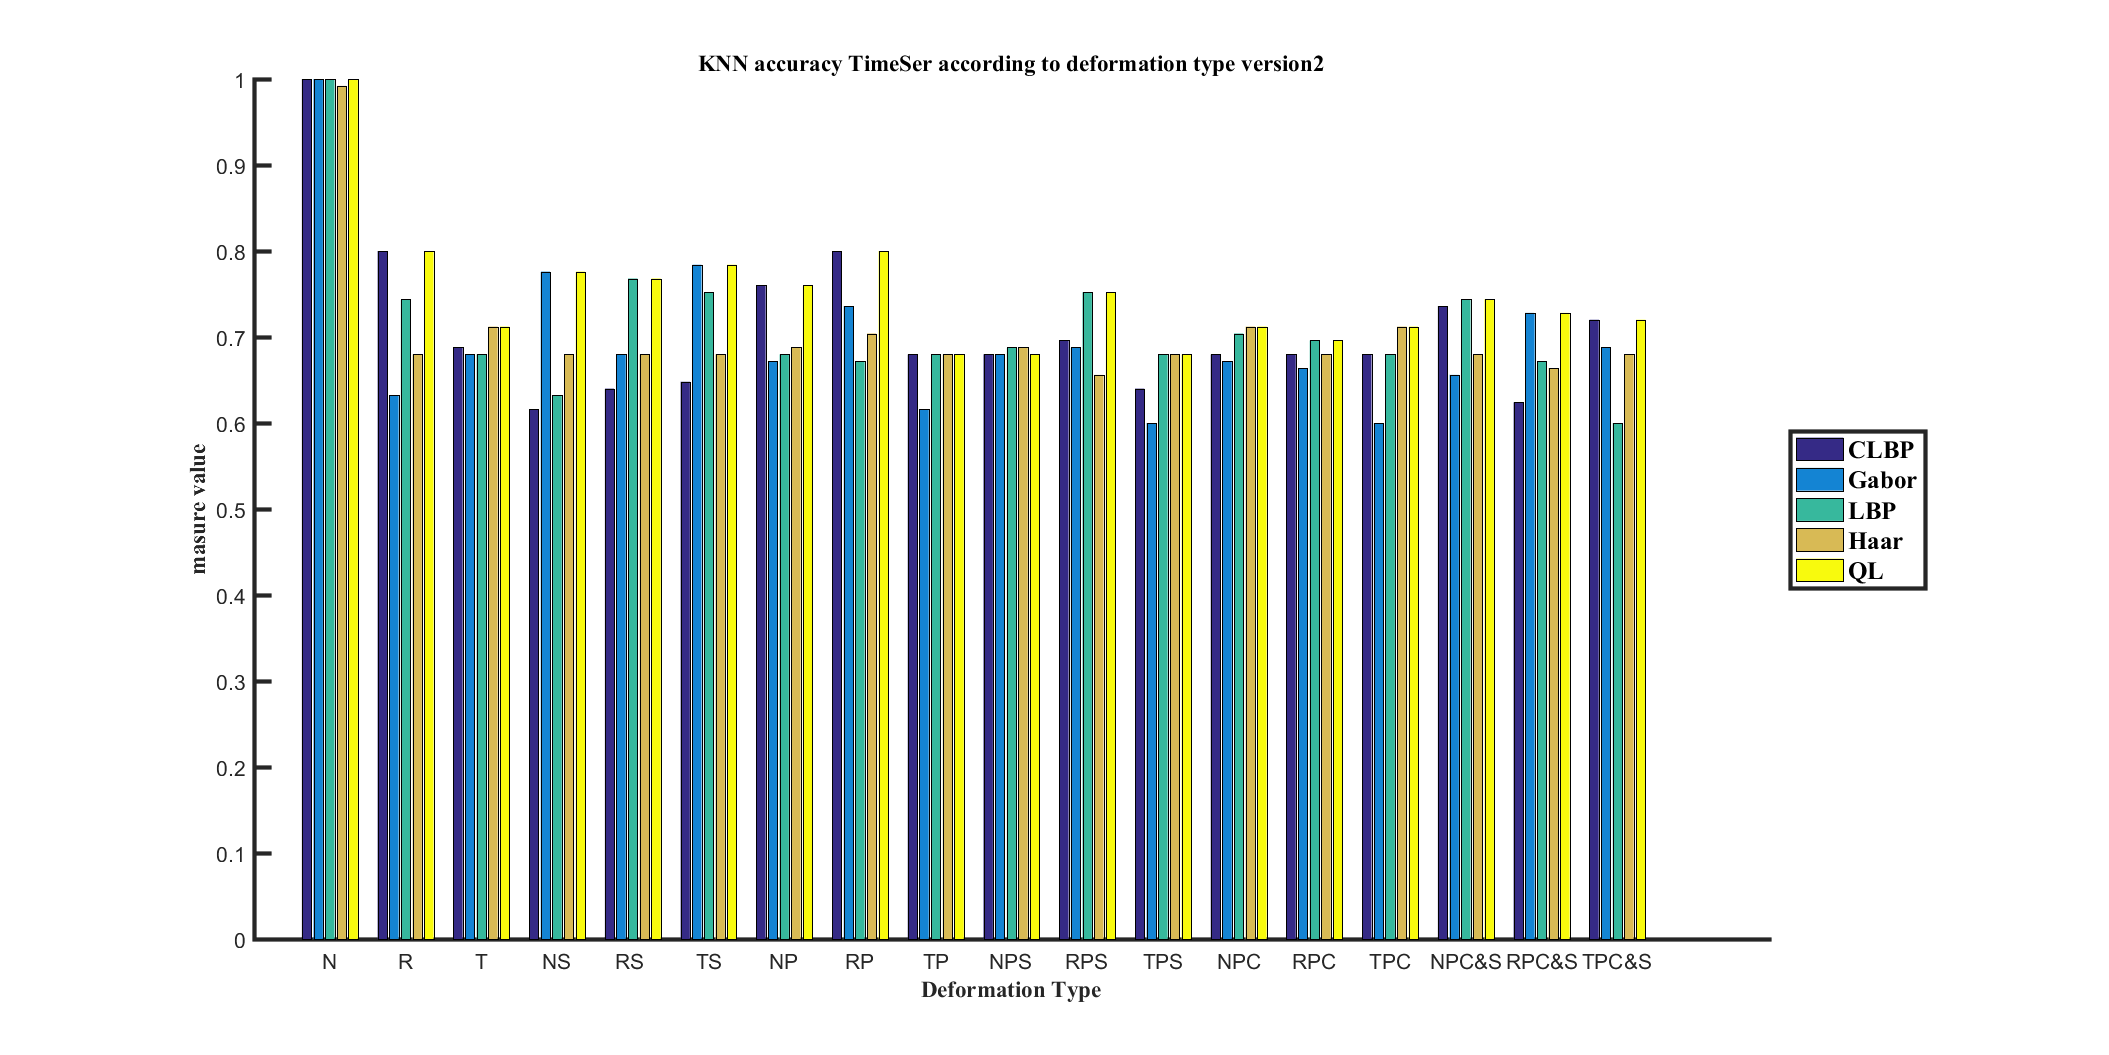 KNN accuracy TimeSer according to deformation type version2
1
0.9
0.8
0.7
0.6
0.5
0.4
0.3
0.2
0.1
0
masure value
N R T NS RS TS NP RP TP NPS RPS TPS NPC RPC TPC NPC&S RPC&S TPC&S
Deformation Type
CLBP
Gabor
LBP
Haar
QL